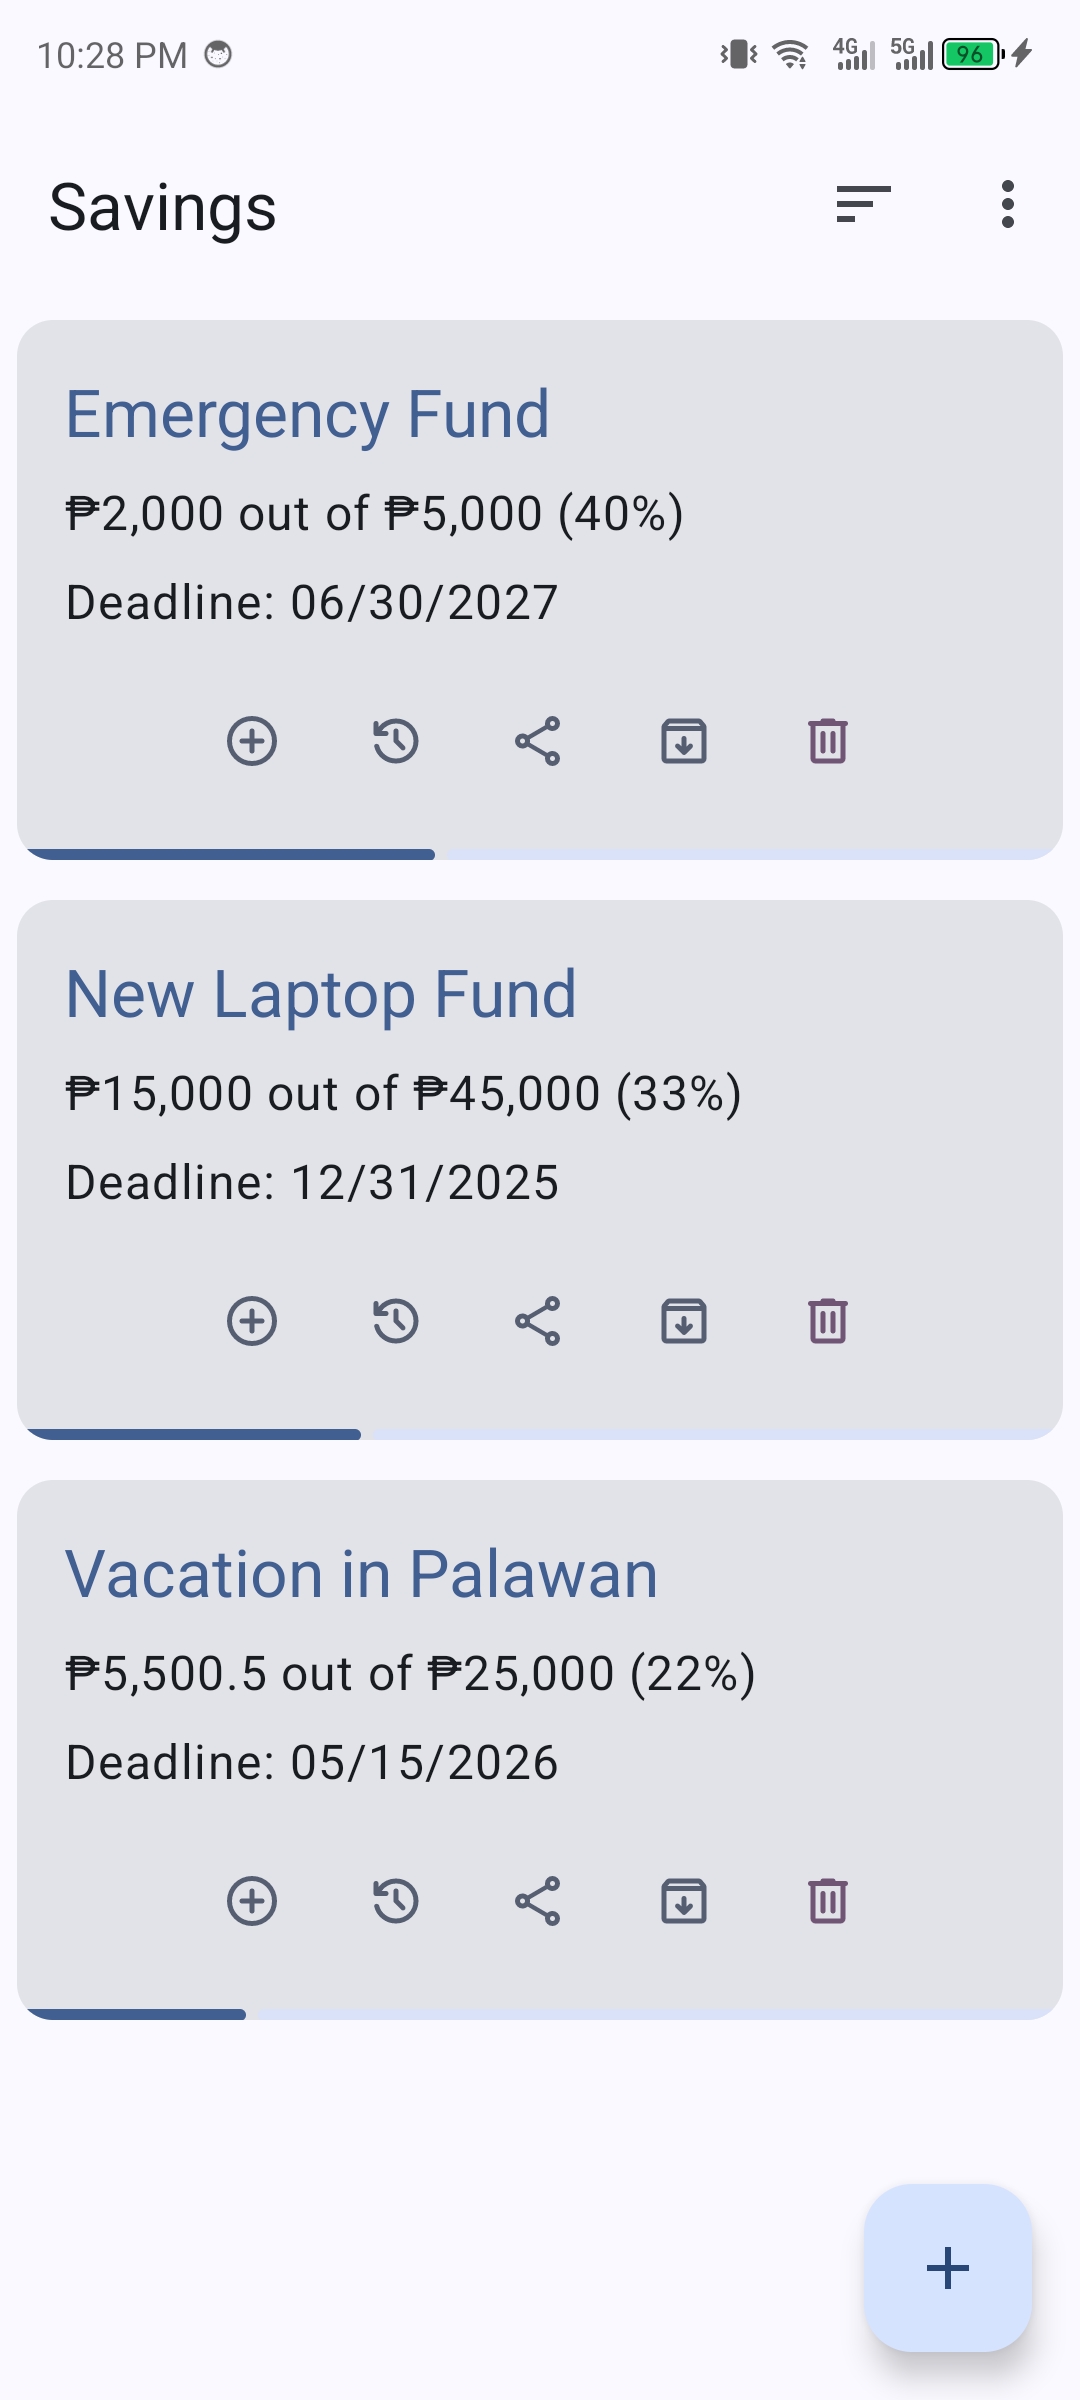 10:28 PM
4G 5G 96
Savings
Emergency Fund
₱2,000 out of ₱5,000 (40%)
Deadline: 06/30/2027
New Laptop Fund
₱15,000 out of ₱45,000 (33%)
Deadline: 12/31/2025
Vacation in Palawan
₱5,500.5 out of ₱25,000 (22%)
Deadline: 05/15/2026